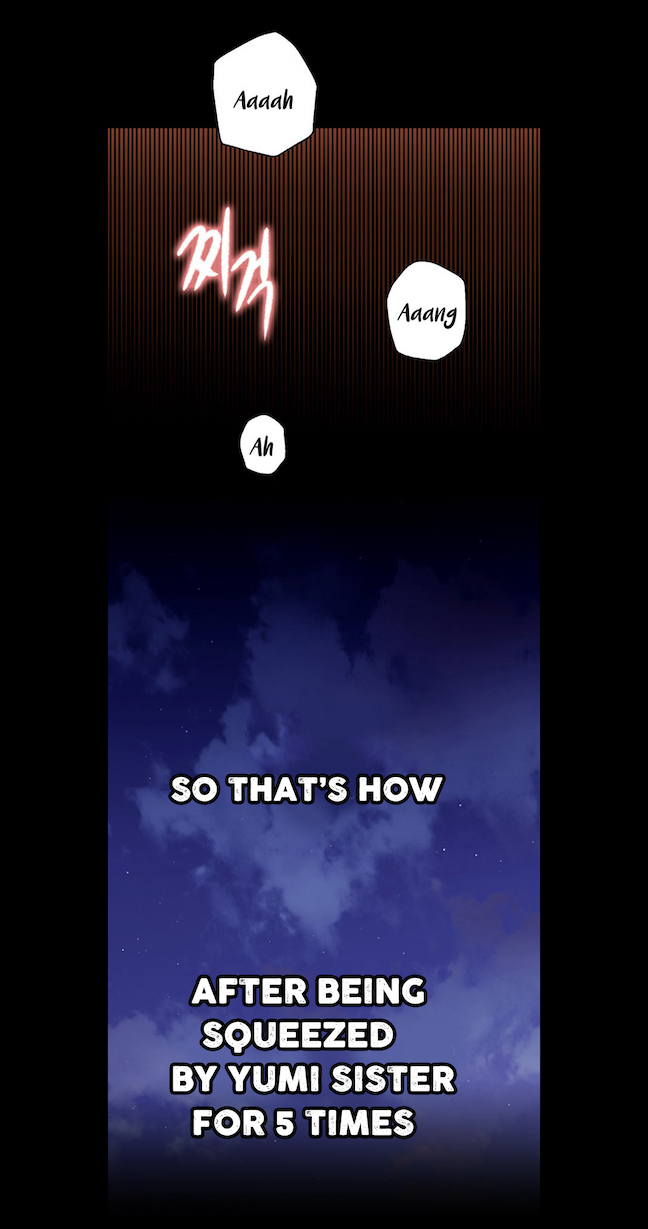 Aaaah
찌걱
Aaang
Ah
SO THAT'S HOW
AFTER BEING
SQUEEZED
BY YUMI SISTER
FOR 5 TIMES